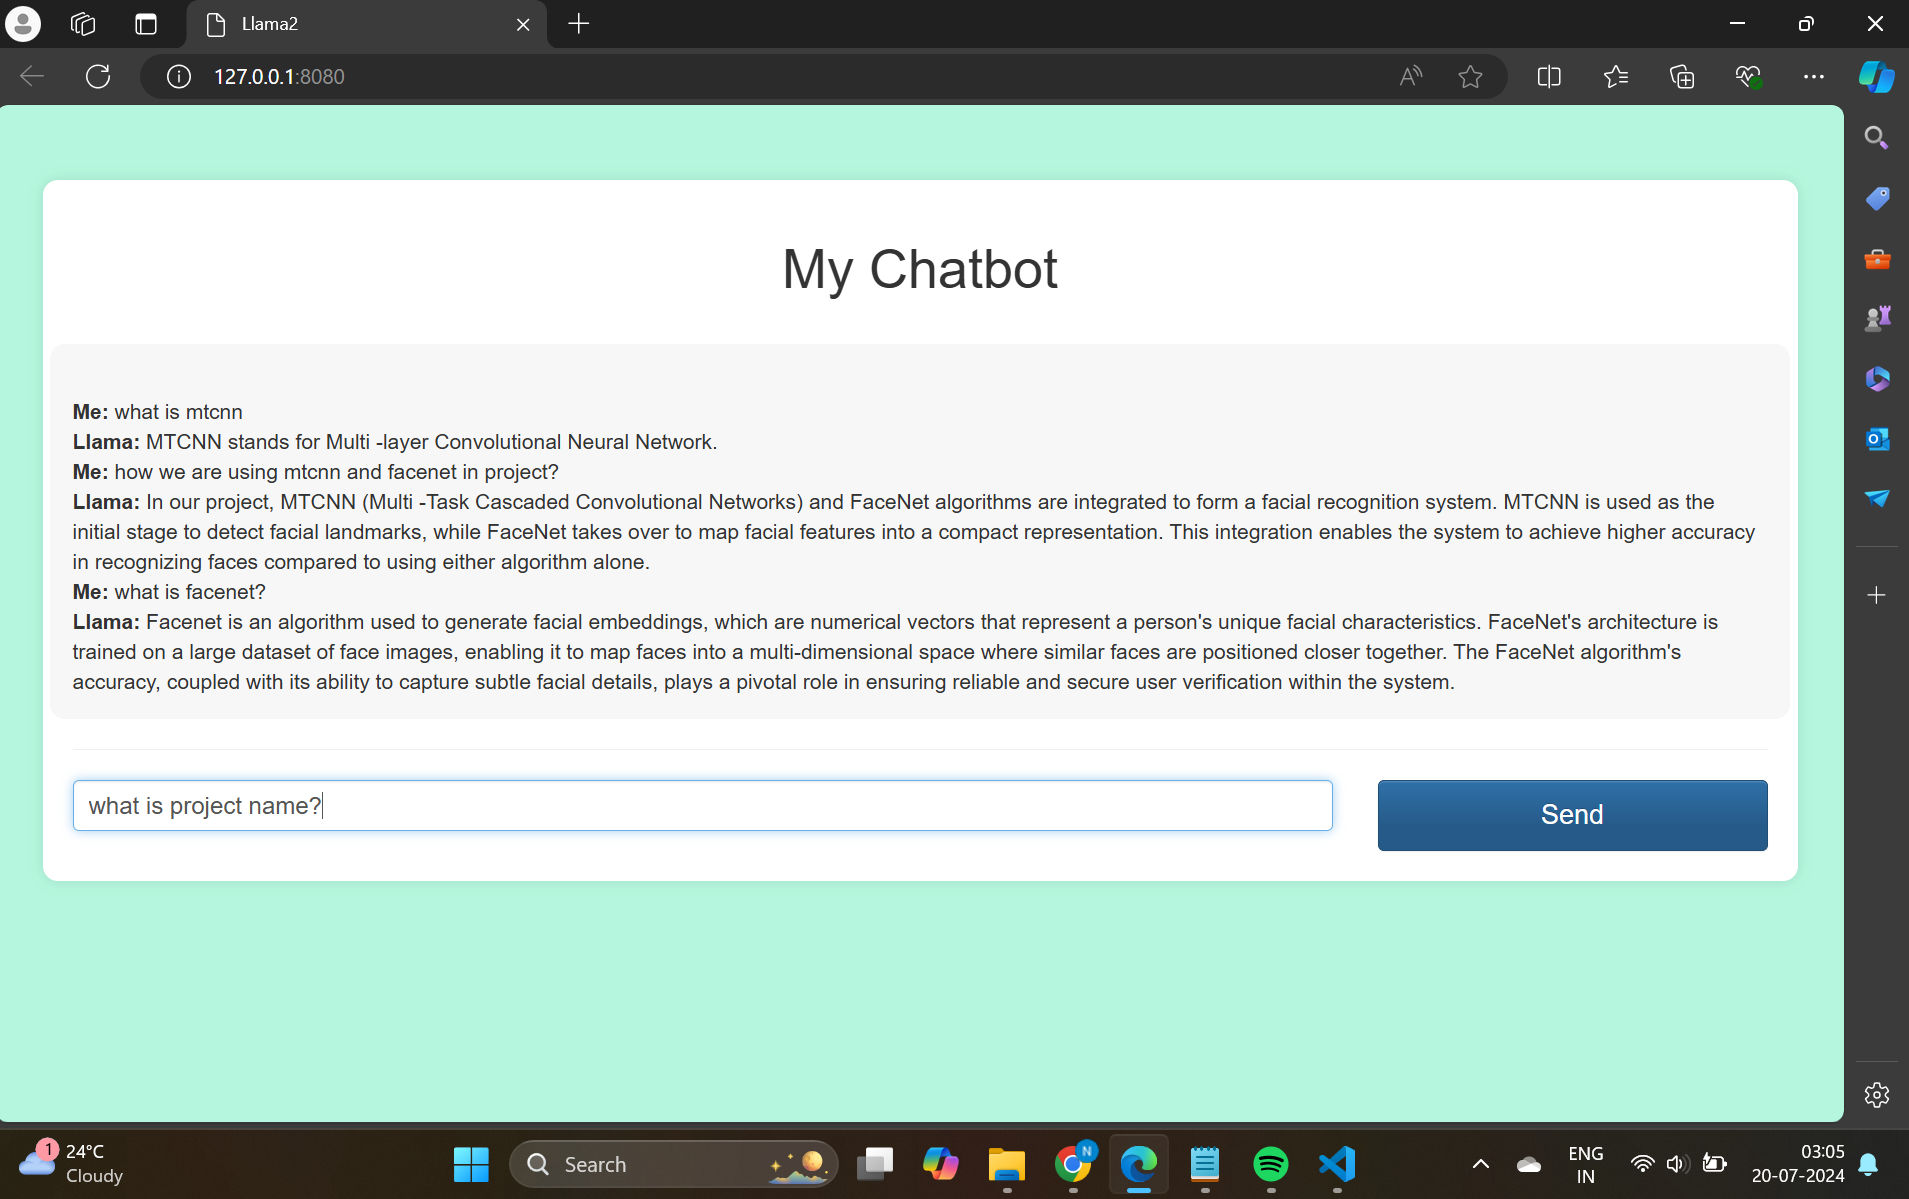 Llama2
127.0.0.1:8080
My Chatbot
Me: what is mtcnn
Llama: MTCNN stands for Multi -layer Convolutional Neural Network.
Me: how we are using mtcnn and facenet in project?
Llama: In our project, MTCNN (Multi -Task Cascaded Convolutional Networks) and FaceNet algorithms are integrated to form a facial recognition system. MTCNN is used as the
initial stage to detect facial landmarks, while FaceNet takes over to map facial features into a compact representation. This integration enables the system to achieve higher accuracy
in recognizing faces compared to using either algorithm alone.
Me: what is facenet?
Llama: Facenet is an algorithm used to generate facial embeddings, which are numerical vectors that represent a person's unique facial characteristics. FaceNet's architecture is
trained on a large dataset of face images, enabling it to map faces into a multi-dimensional space where similar faces are positioned closer together. The FaceNet algorithm's
accuracy, coupled with its ability to capture subtle facial details, plays a pivotal role in ensuring reliable and secure user verification within the system.
what is project name?
Send
1
24°C
Cloudy
Search
N
ENG
IN
03:05
20-07-2024